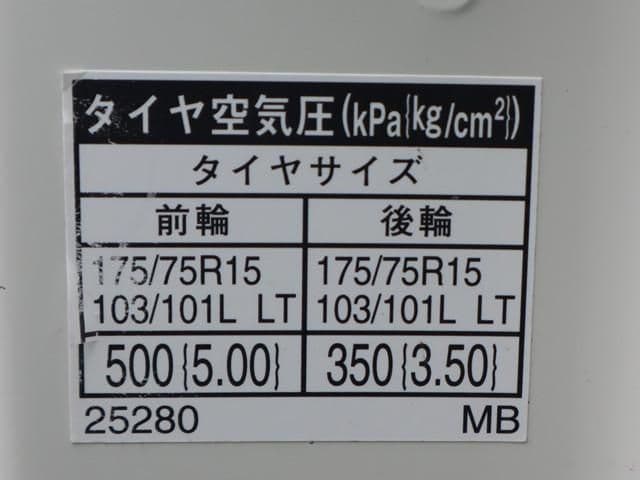 タイヤ空気圧(kPa{kg/cm²})
タイヤサイズ
前輪 後輪
175/75R15 175/75R15
103/101L LT 103/101L LT
500{5.00} 350{3.50}
25280 MB